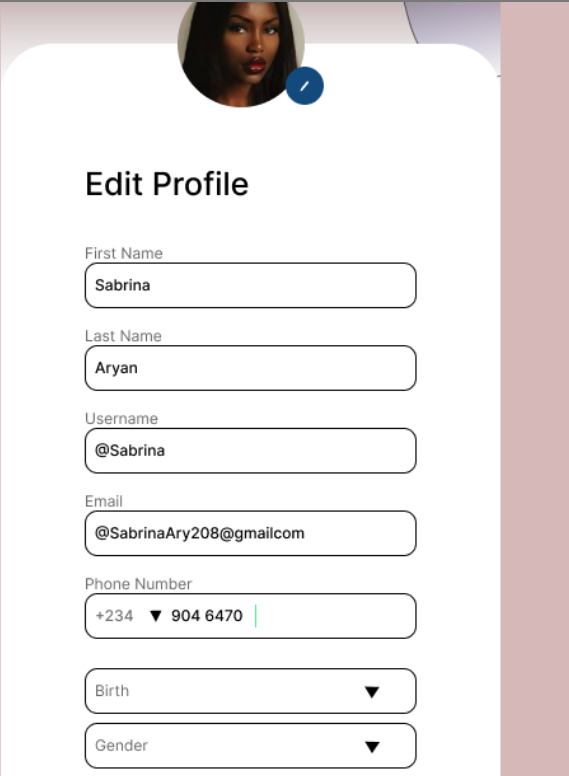 Edit Profile
First Name
Sabrina
Last Name
Aryan
Username
@Sabrina
Email
@SabrinaAry208@gmailcom
Phone Number
+234 ▼ 904 6470
Birth ▼
Gender ▼